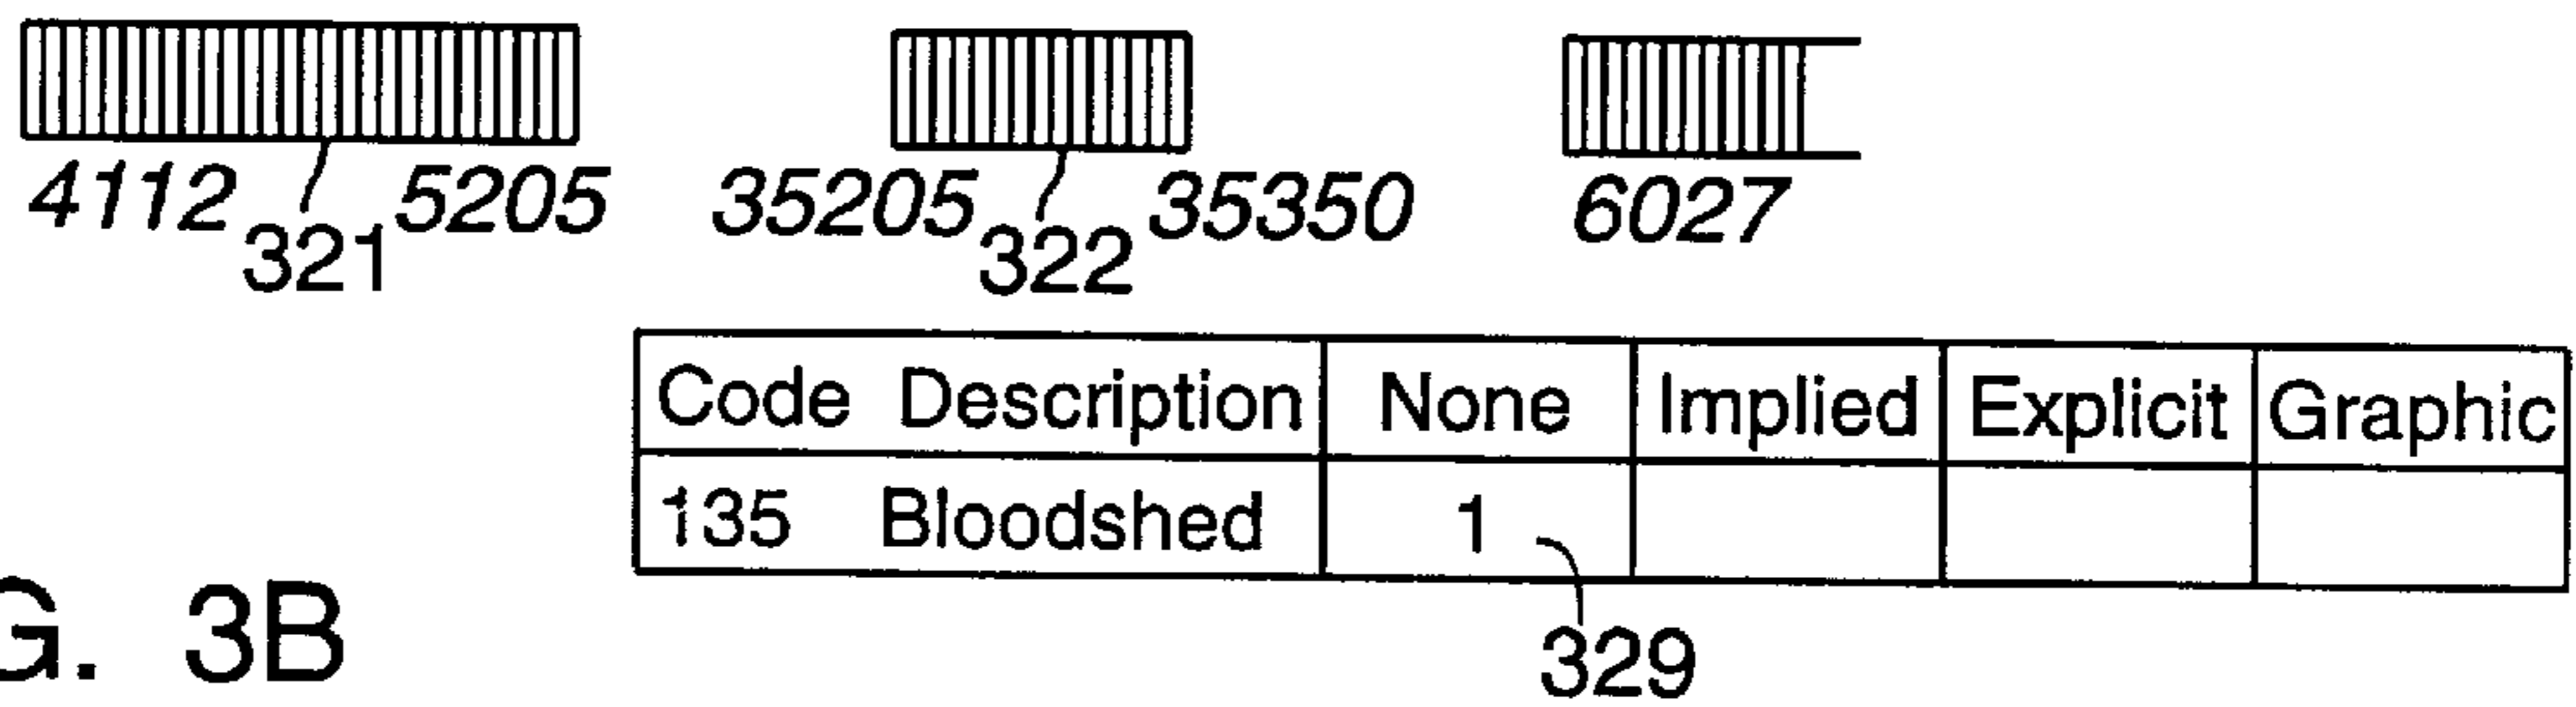 4112 321 5205 35205 322 35350 6027
Code Description None Implied Explicit Graphic
135 Bloodshed 1
329
G. 3B